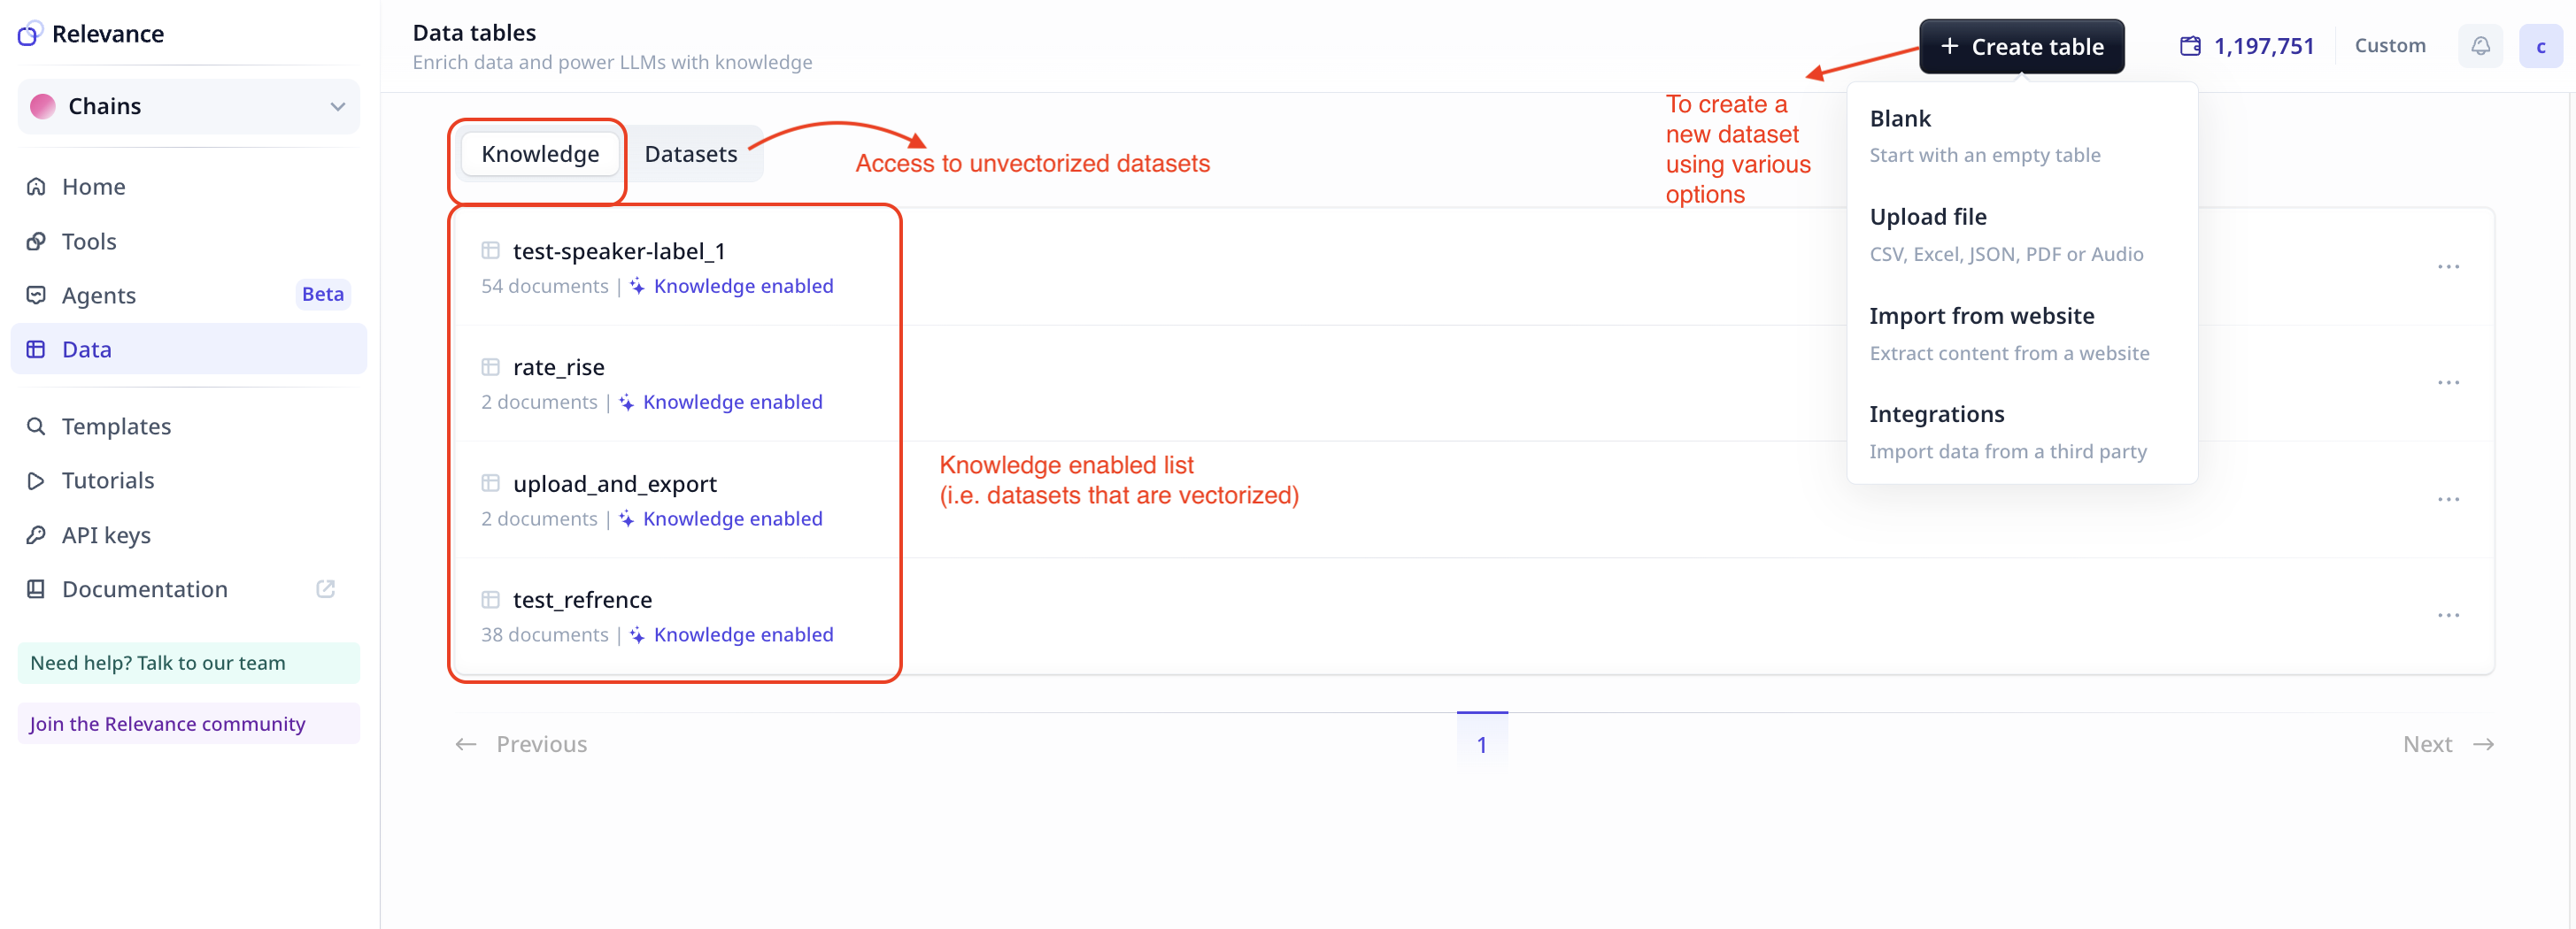 Relevance
Chains
Home
Tools
Agents
Beta
Data
Templates
Tutorials
API keys
Documentation
Need help? Talk to our team
Join the Relevance community
Data tables
Enrich data and power LLMs with knowledge
+ Create table
1,197,751
Custom
c
Knowledge
Datasets
Access to unvectorized datasets
To create a
new dataset
using various
options
Blank
Start with an empty table
Upload file
CSV, Excel, JSON, PDF or Audio
Import from website
Extract content from a website
Integrations
Import data from a third party
test-speaker-label_1
54 documents | Knowledge enabled
rate_rise
2 documents | Knowledge enabled
upload_and_export
2 documents | Knowledge enabled
test_refrence
38 documents | Knowledge enabled
Knowledge enabled list
(i.e. datasets that are vectorized)
Previous
1
Next